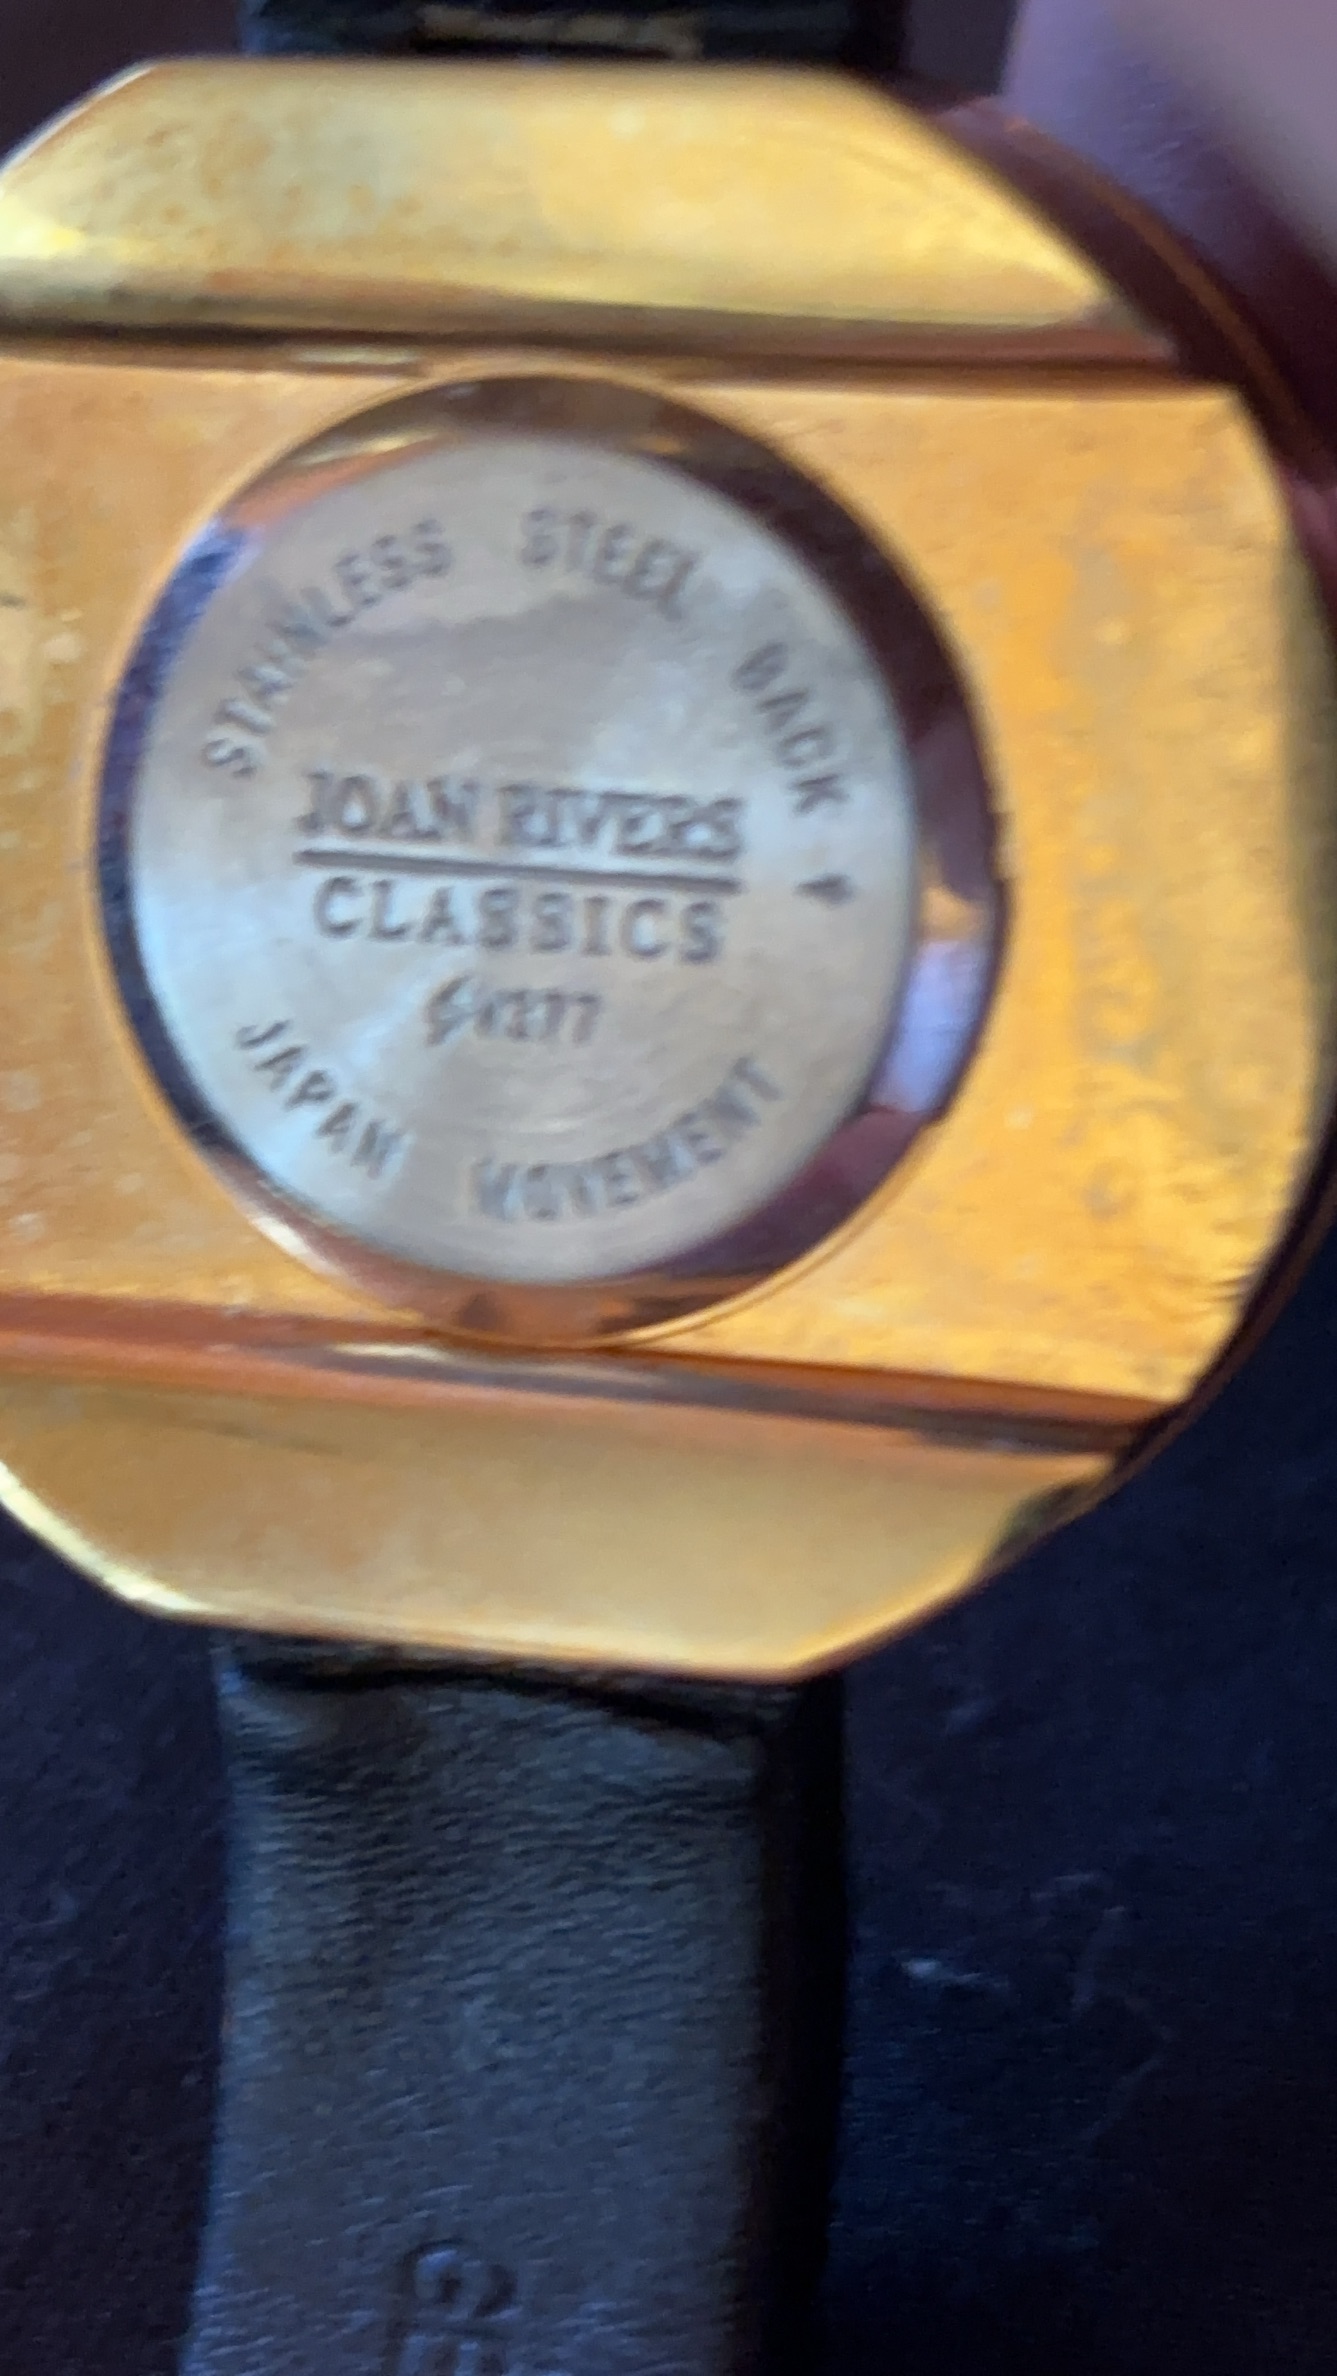 STAINLESS STEEL BACK
JOAN RIVERS
CLASSICS
JAPAN MOVEMENT